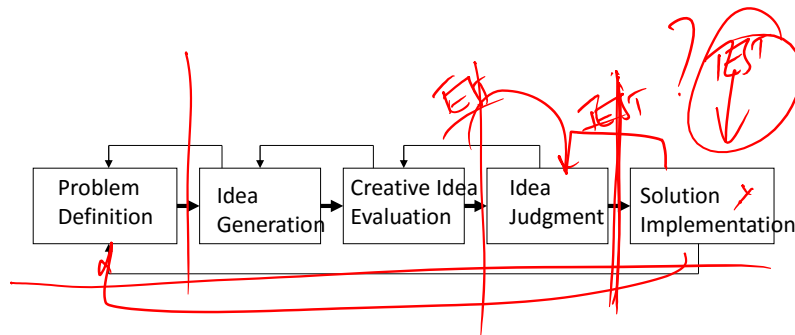 ?
TEST
TEST
Problem
Definition
Idea
Generation
Creative Idea
Evaluation
Idea
Judgment
Solution
Implementation